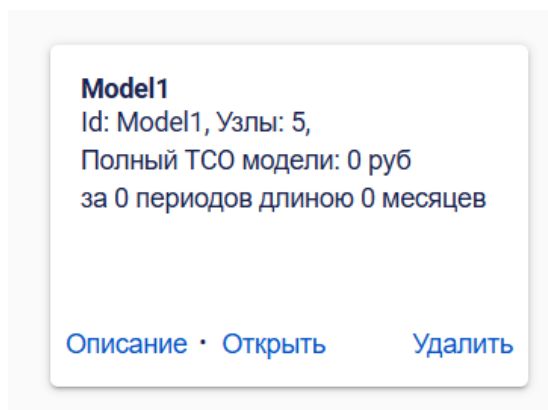 Model1
Id: Model1, Узлы: 5,
Полный TCO модели: 0 руб
за 0 периодов длиною 0 месяцев
Описание · Открыть Удалить